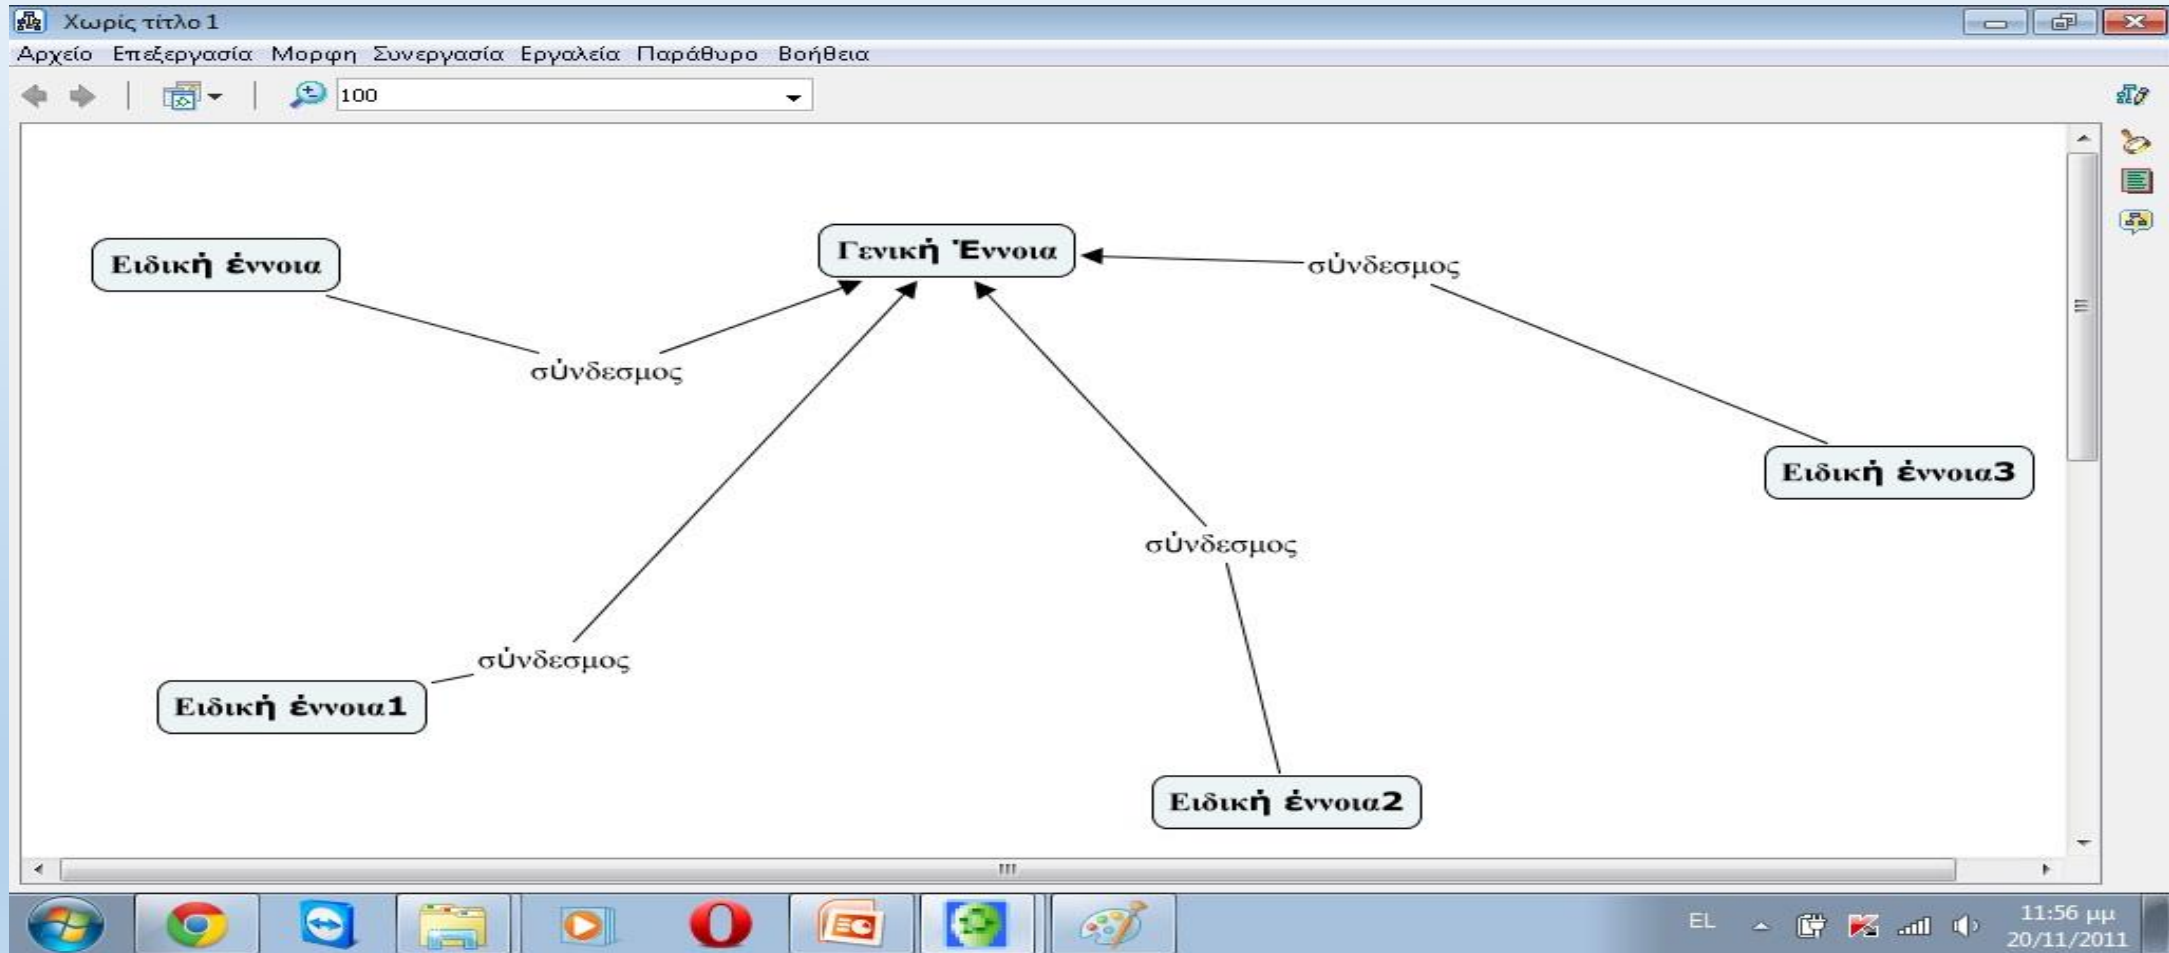 Χωρίς τίτλο 1
Αρχείο Επεξεργασία Μορφη Συνεργασία Εργαλεία Παράθυρο Βοήθεια
100
Ειδική έννοια
Γενική Έννοια
σύνδεσμος
σύνδεσμος
Ειδική έννοια3
σύνδεσμος
σύνδεσμος
Ειδική έννοια1
Ειδική έννοια2
EL
11:56 μμ
20/11/2011